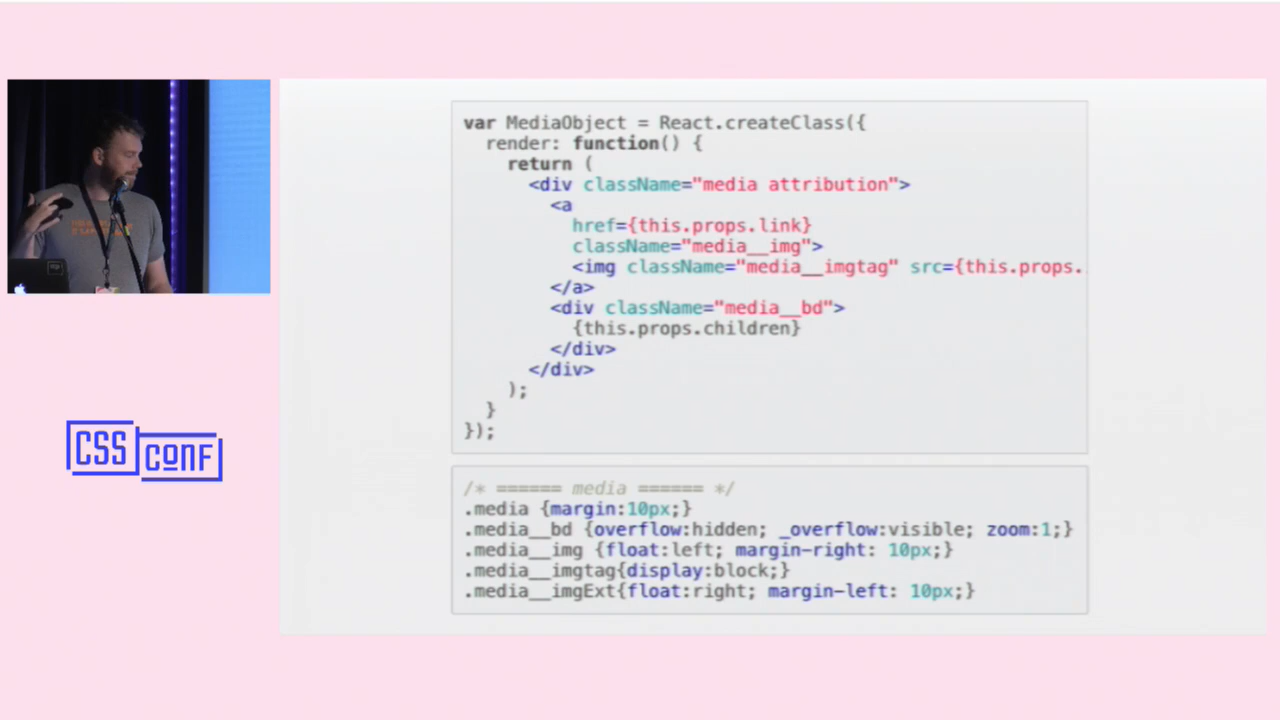 var MediaObject = React.createClass({
render: function() {
return (
<div className="media attribution">
<a
href={this.props.link}
className="media__img">
<img className="media__imgtag" src={this.props.
</a>
<div className="media__bd">
{this.props.children}
</div>
</div>
);
}
});
/* ====== media ====== */
.media {margin:10px;}
.media__bd {overflow:hidden; _overflow:visible; zoom:1;}
.media__img {float:left; margin-right: 10px;}
.media__imgtag{display:block;}
.media__imgExt{float:right; margin-left: 10px;}
CSS
CONF